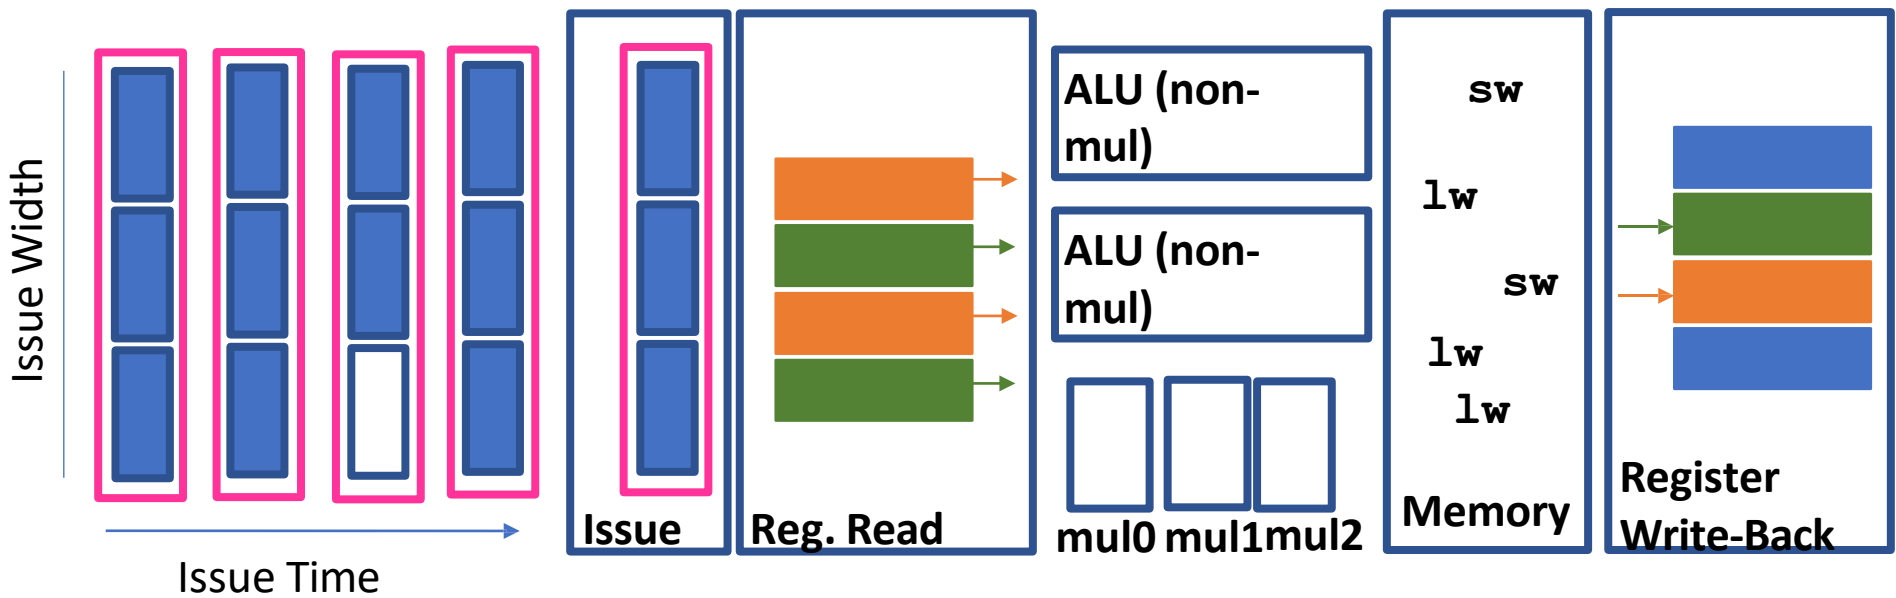 Issue Width
Issue Time
Issue
Reg. Read
ALU (non-
mul)
ALU (non-
mul)
mul0 mul1 mul2
sw
lw
sw
lw
lw
Memory
Register
Write-Back